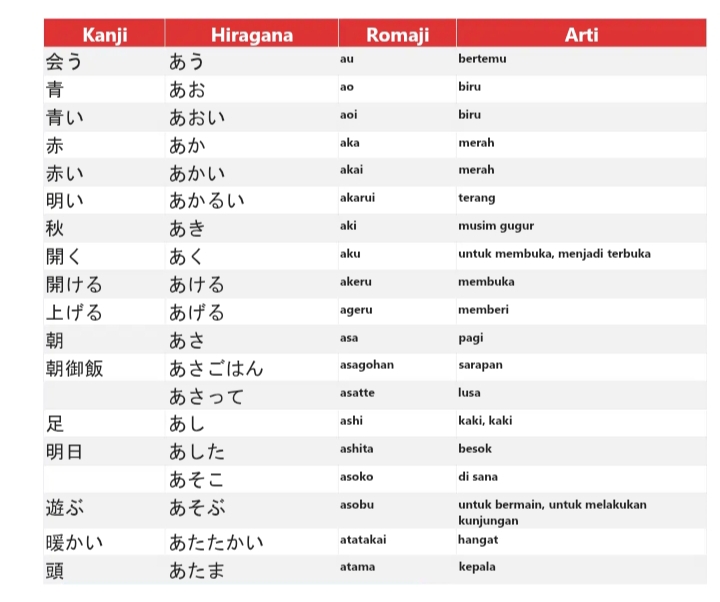 Kanji Hiragana Romaji Arti
会う あう au bertemu
青 あお ao biru
青い あおい aoi biru
赤 あか aka merah
赤い あかい akai merah
明い あかるい akarui terang
秋 あき aki musim gugur
開く あく aku untuk membuka, menjadi terbuka
開ける あける akeru membuka
上げる あげる ageru memberi
朝 あさ asa pagi
朝御飯 あさごはん asagohan sarapan
あさって asatte lusa
足 あし ashi kaki, kaki
明日 あした ashita besok
あそこ asoko di sana
遊ぶ あそぶ asobu untuk bermain, untuk melakukan
kunjungan
暖かい あたたかい atatakai hangat
頭 あたま atama kepala